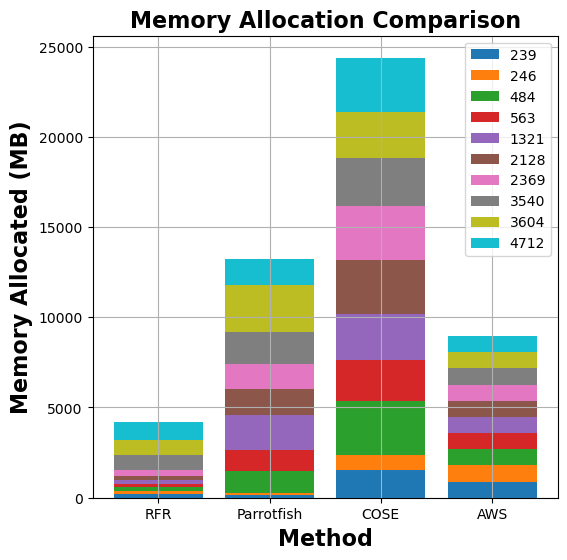 Memory Allocation Comparison
Memory Allocated (MB)
25000
20000
15000
10000
5000
0
RFR
Parrotfish
COSE
AWS
Method
239
246
484
563
1321
2128
2369
3540
3604
4712